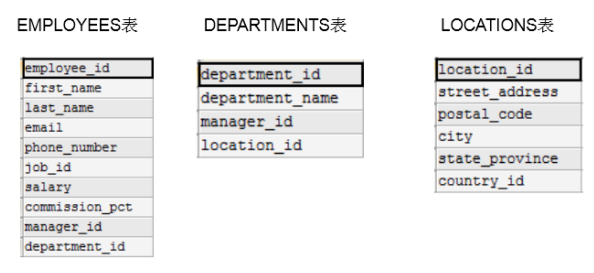 EMPLOYEES表
DEPARTMENTS表
LOCATIONS表
employee_id
first_name
last_name
email
phone_number
job_id
salary
commission_pct
manager_id
department_id
department_id
department_name
manager_id
location_id
location_id
street_address
postal_code
city
state_province
country_id